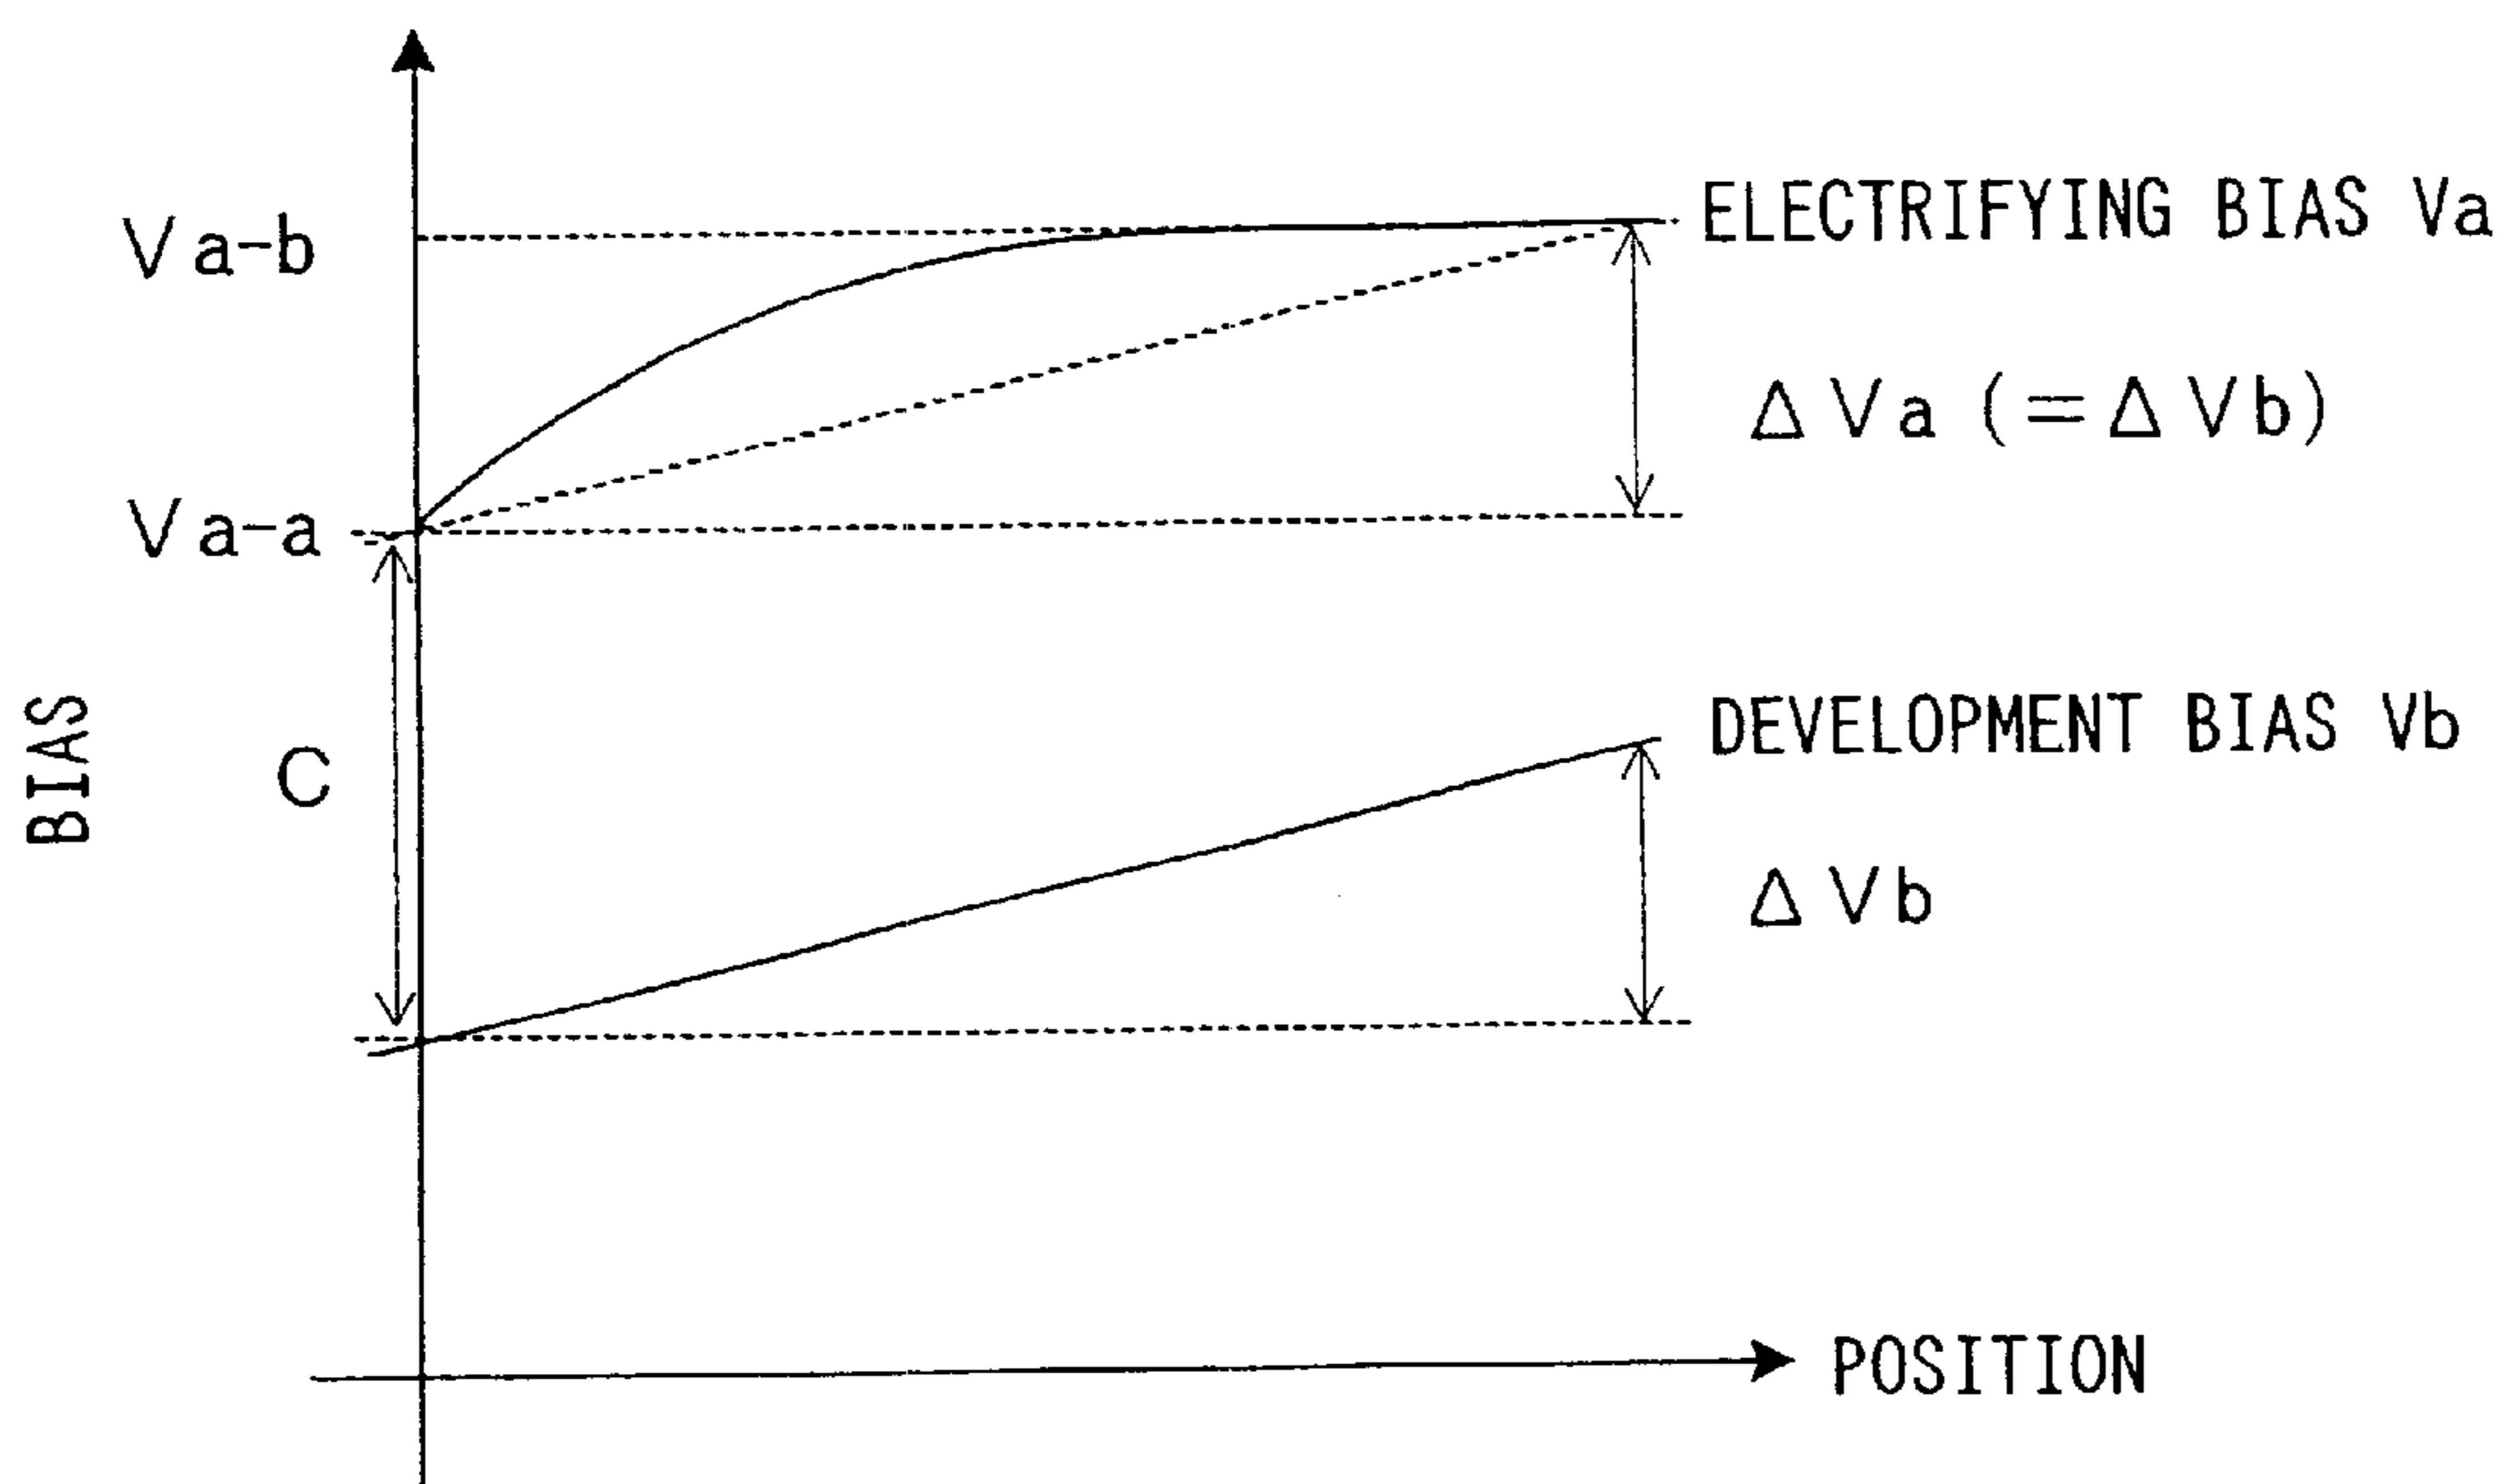 Va-b
ELECTRIFYING BIAS Va
ΔVa (=ΔVb)
Va-a
BIAS
C
DEVELOPMENT BIAS Vb
ΔVb
POSITION